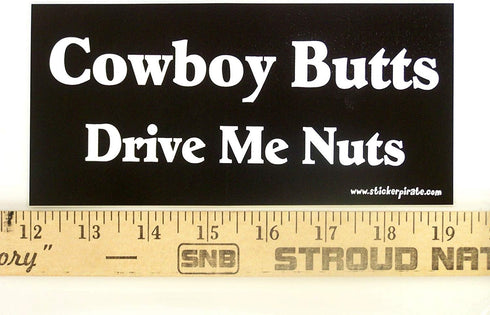 Cowboy Butts
Drive Me Nuts
www.stickerpirate.com
12 13 14 15 16 17 18 19
ory" — SNB STROUD NAT